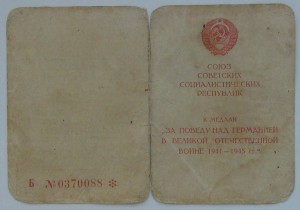 СОЮЗ
СОВЕТСКИХ
СОЦИАЛИСТИЧЕСКИХ
РЕСПУБЛИК
К МЕДАЛИ
ЗА ПОБЕДУ НАД ГЕРМАНИЕЙ
В ВЕЛИКОЙ ОТЕЧЕСТВЕННОЙ
ВОЙНЕ 1941—1945 гг.
Б №0370088